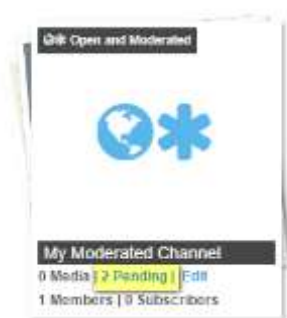 Open and Moderated
My Moderated Channel
0 Media | 2 Pending | Edit
1 Members | 0 Subscribers